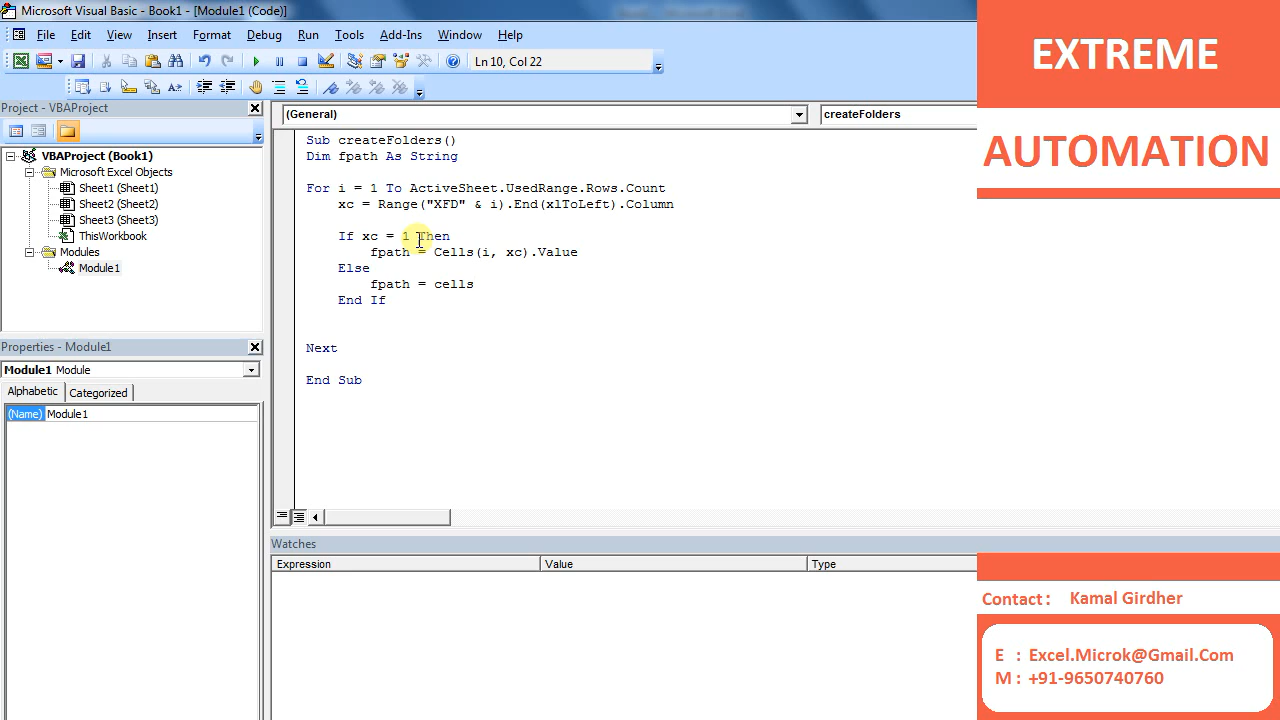 Microsoft Visual Basic - Book1 - [Module1 (Code)]
File Edit View Insert Format Debug Run Tools Add-Ins Window Help
Ln 10, Col 22
Project - VBAProject
(General)
createFolders
VBAProject (Book1)
Microsoft Excel Objects
Sheet1 (Sheet1)
Sheet2 (Sheet2)
Sheet3 (Sheet3)
ThisWorkbook
Modules
Module1
Properties - Module1
Module1 Module
Alphabetic Categorized
(Name) Module1
Sub createFolders()
Dim fpath As String
For i = 1 To ActiveSheet.UsedRange.Rows.Count
xc = Range("XFD" & i).End(xlToLeft).Column
If xc = 1 Then
fpath = Cells(i, xc).Value
Else
fpath = cells
End If
Next
End Sub
Watches
Expression Value Type
EXTREME
AUTOMATION
Contact : Kamal Girdher
E : Excel.Microk@Gmail.Com
M : +91-9650740760